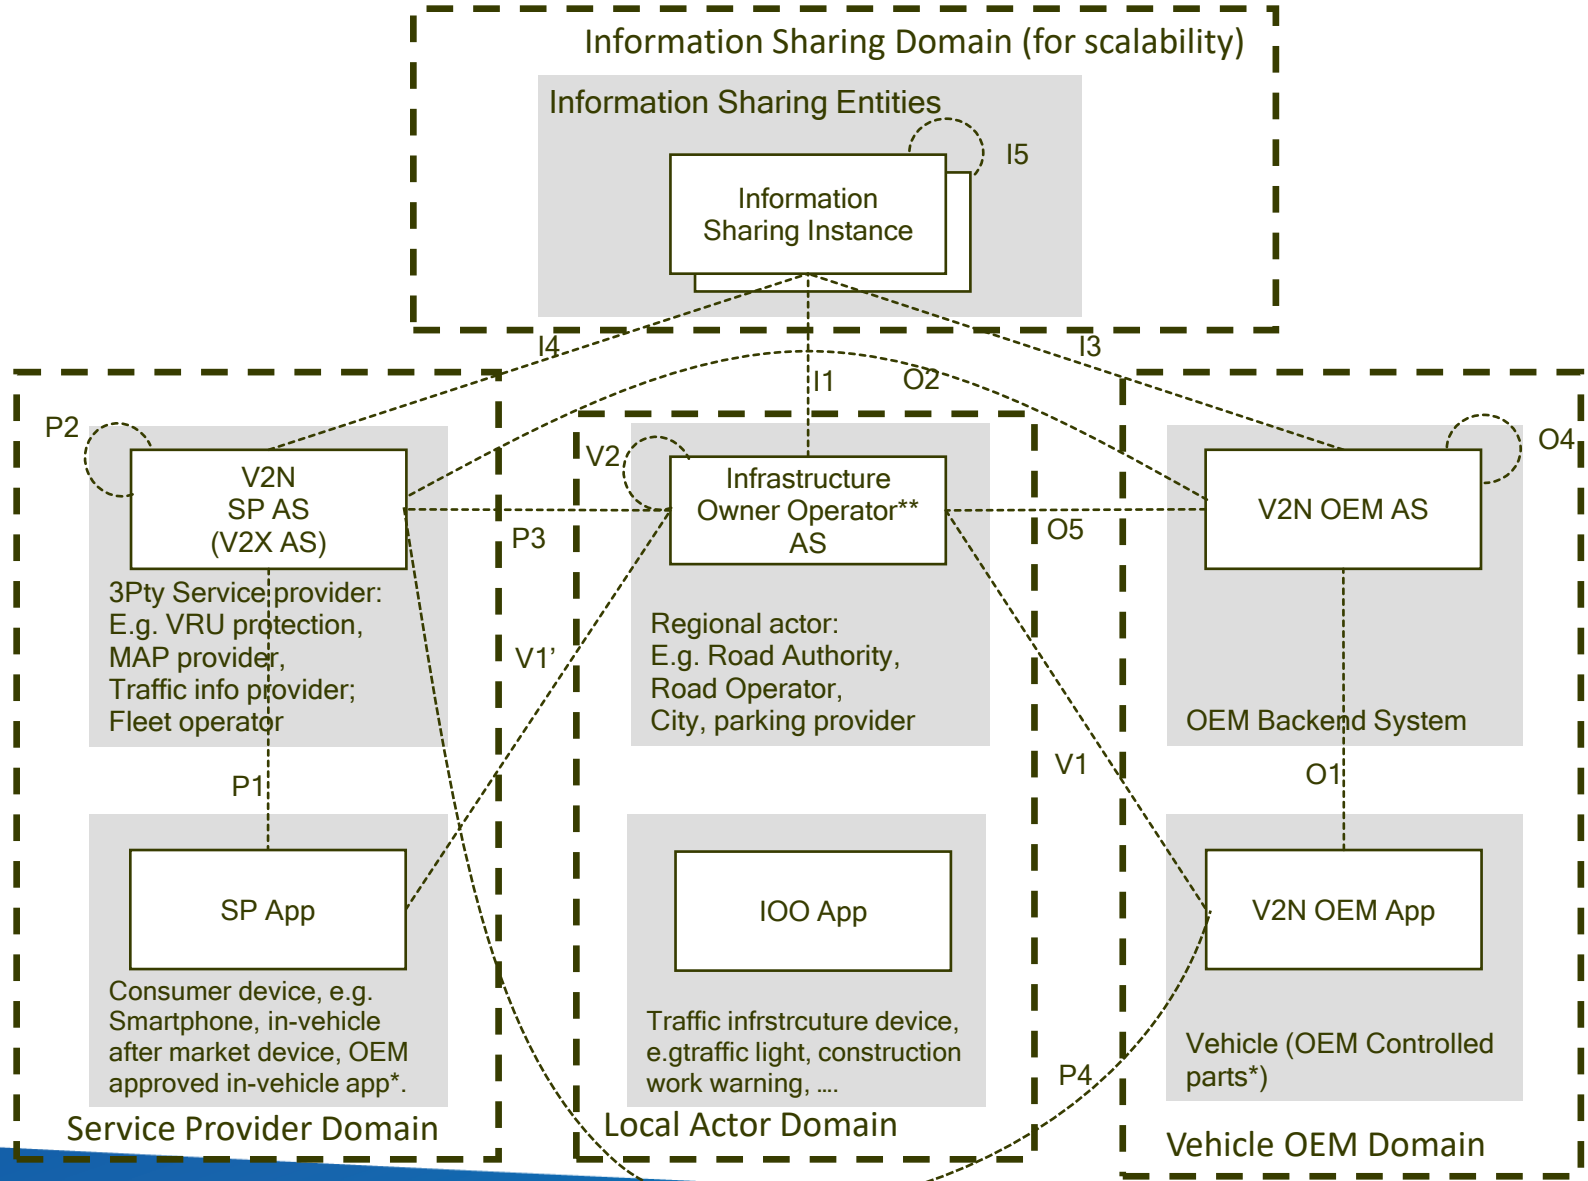 Information Sharing Domain (for scalability)
Information Sharing Entities
I5
Information
Sharing Instance
I4
I3
I1
O2
P2
V2N
SP AS
(V2X AS)
3Pty Service provider:
E.g. VRU protection,
MAP provider,
Traffic info provider;
Fleet operator
P3
V2
Infrastructure
Owner Operator**
AS
Regional actor:
E.g. Road Authority,
Road Operator,
City, parking provider
O5
O4
V2N OEM AS
OEM Backend System
V1’
V1
P1
O1
SP App
Consumer device, e.g.
Smartphone, in-vehicle
after market device, OEM
approved in-vehicle app*.
Service Provider Domain
IOO App
Traffic infrstrcuture device,
e.gtraffic light, construction
work warning, ....
Local Actor Domain
P4
V2N OEM App
Vehicle (OEM Controlled
parts*)
Vehicle OEM Domain